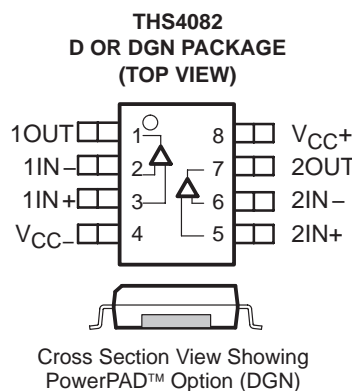 THS4082
D OR DGN PACKAGE
(TOP VIEW)
1OUT 1 8 VCC+
1IN− 2 7 2OUT
1IN+ 3 6 2IN−
VCC− 4 5 2IN+
Cross Section View Showing
PowerPAD™ Option (DGN)